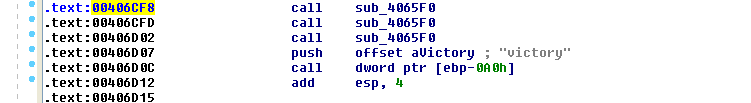 .text:00406CF8 call sub_4065F0
.text:00406CFD call sub_4065F0
.text:00406D02 call sub_4065F0
.text:00406D07 push offset aVictory ; "victory"
.text:00406D0C call dword ptr [ebp-0A0h]
.text:00406D12 add esp, 4
.text:00406D15